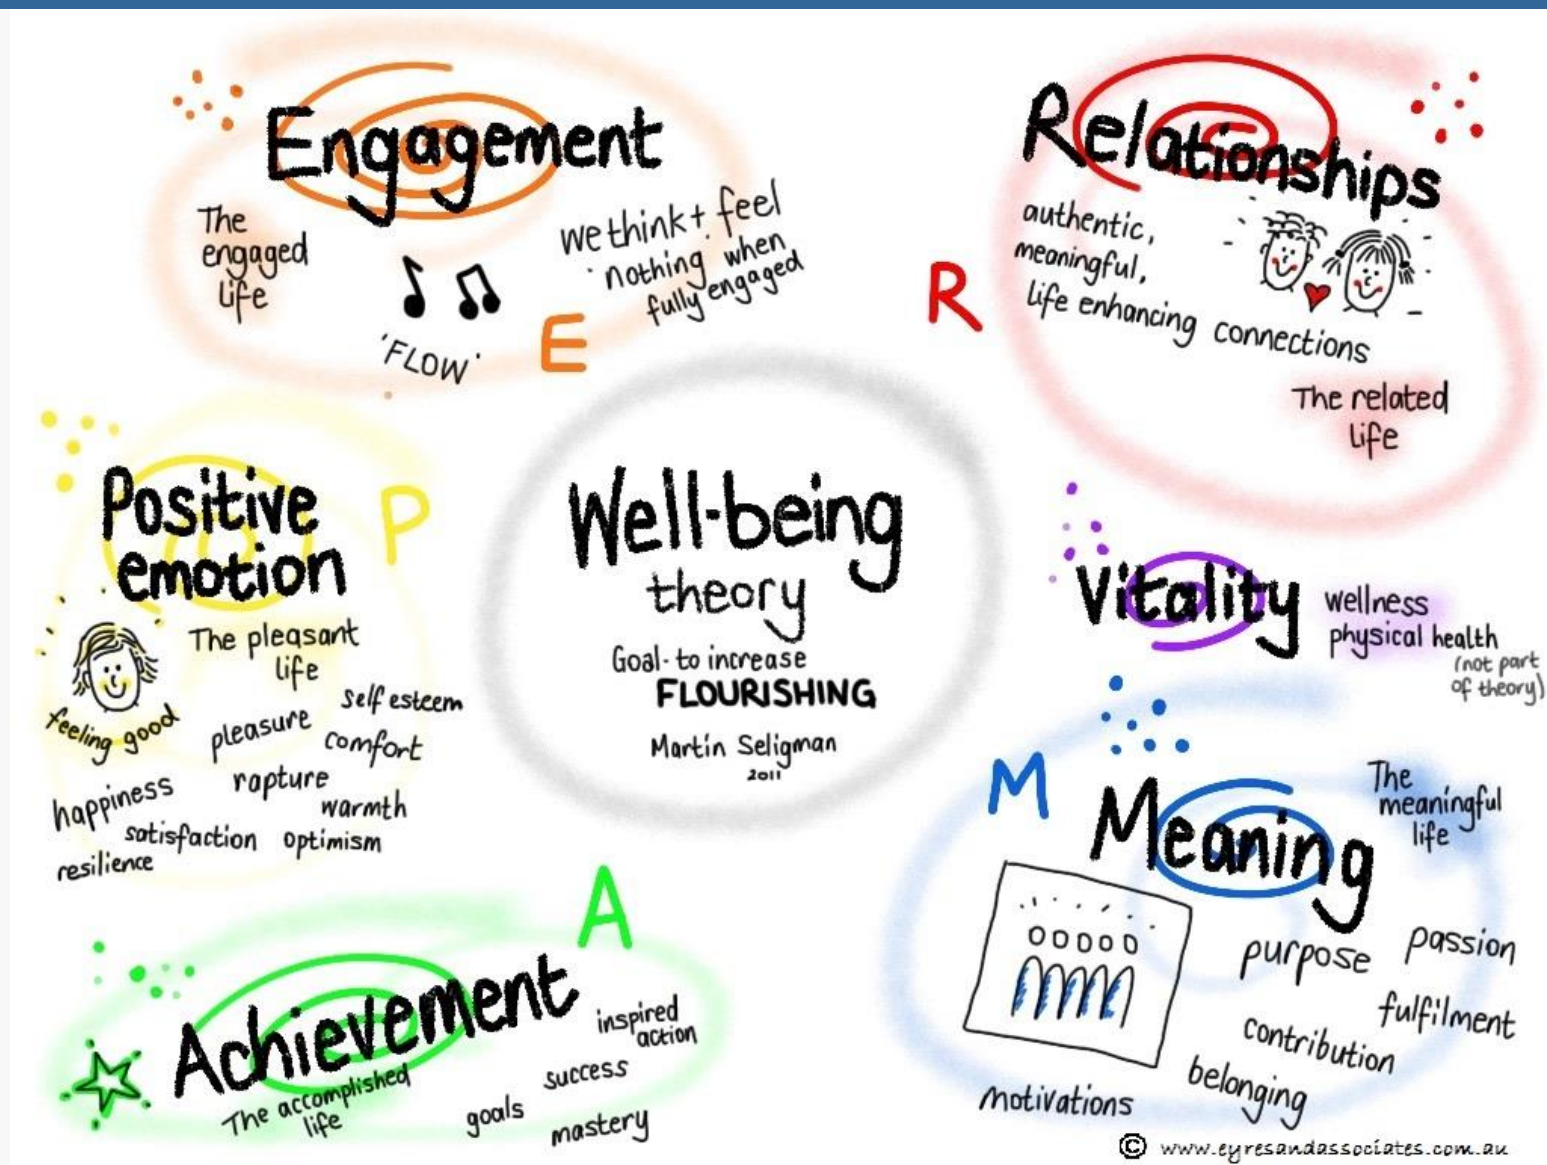 Engagement
The
engaged
life
'FLOW'
we think + feel
nothing when
fully engaged
E
Relationships
authentic,
meaningful,
life enhancing connections
The related
life
R
Positive
emotion
P
The pleasant
life
feeling good
self esteem
pleasure
comfort
rapture
happiness
warmth
satisfaction
optimism
resilience
Well-being
theory
Goal - to increase
FLOURISHING
Martin Seligman
2011
Vitality
wellness
physical health
(not part
of theory)
M
Meaning
The
meaningful
life
purpose
passion
fulfilment
contribution
belonging
motivations
A
Achievement
The accomplished
life
inspired
action
success
goals
mastery
© www.eyresandassociates.com.au